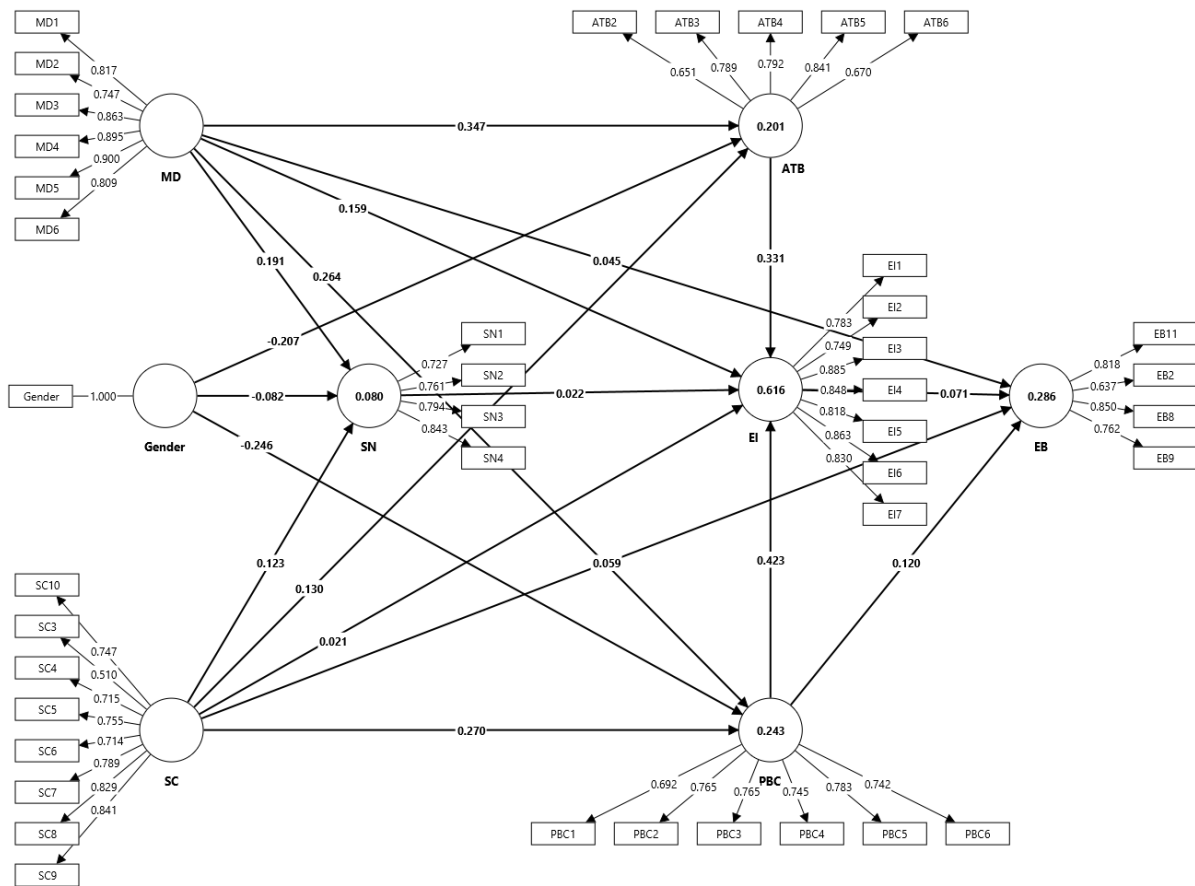 MD1
MD2
MD3
MD4
MD5
MD6
0.817
0.747
0.863
0.895
0.900
0.809
MD
ATB2
ATB3
ATB4
ATB5
ATB6
0.651
0.789
0.792
0.841
0.670
0.201
ATB
0.347
0.159
0.045
0.191
0.264
0.331
-0.207
Gender
1.000
Gender
-0.082
-0.246
0.080
SN
SN1
SN2
SN3
SN4
0.727
0.761
0.794
0.843
0.022
0.616
EI
EI1
EI2
EI3
EI4
EI5
EI6
EI7
0.783
0.749
0.885
0.848
0.818
0.863
0.830
0.071
0.286
EB
EB11
EB2
EB8
EB9
0.818
0.637
0.850
0.762
0.123
0.130
0.059
0.423
0.120
0.021
SC10
SC3
SC4
SC5
SC6
SC7
SC8
SC9
0.747
0.510
0.715
0.755
0.714
0.789
0.829
0.841
SC
0.270
0.243
PBC
0.692
0.765
0.765
0.745
0.783
0.742
PBC1
PBC2
PBC3
PBC4
PBC5
PBC6